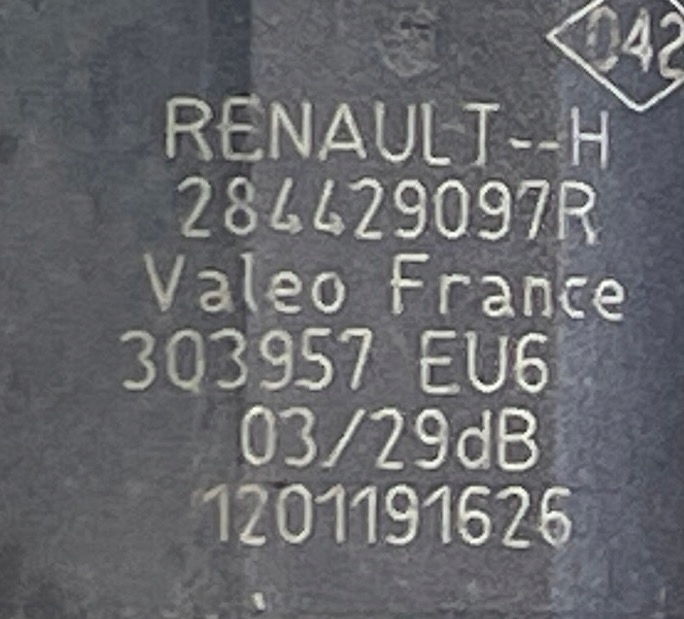 042
RENAULT--H
284429097R
Valeo France
303957 EU6
03/29dB
1201191626